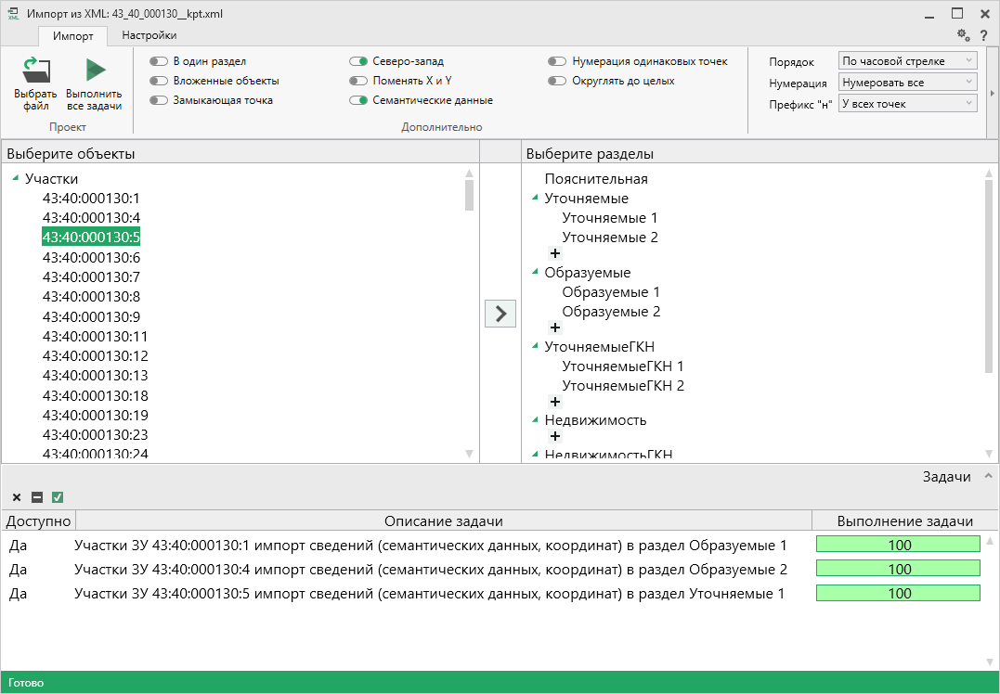 XML Импорт из XML: 43_40_000130__kpt.xml
Импорт Настройки ?
Выбрать файл
Выполнить все задачи
Проект
В один раздел
Вложенные объекты
Замыкающая точка
Северо-запад
Поменять X и Y
Семантические данные
Нумерация одинаковых точек
Округлять до целых
Дополнительно
Порядок По часовой стрелке
Нумерация Нумеровать все
Префикс "н" У всех точек
Выберите объекты
Участки
43:40:000130:1
43:40:000130:4
43:40:000130:5
43:40:000130:6
43:40:000130:7
43:40:000130:8
43:40:000130:9
43:40:000130:11
43:40:000130:12
43:40:000130:13
43:40:000130:18
43:40:000130:19
43:40:000130:23
43:40:000130:24
Выберите разделы
Пояснительная
Уточняемые
Уточняемые 1
Уточняемые 2
+
Образуемые
Образуемые 1
Образуемые 2
+
УточняемыеГКН
УточняемыеГКН 1
УточняемыеГКН 2
+
Недвижимость
+
НедвижимостьГКН
Задачи
Доступно Описание задачи Выполнение задачи
Да Участки ЗУ 43:40:000130:1 импорт сведений (семантических данных, координат) в раздел Образуемые 1 100
Да Участки ЗУ 43:40:000130:4 импорт сведений (семантических данных, координат) в раздел Образуемые 2 100
Да Участки ЗУ 43:40:000130:5 импорт сведений (семантических данных, координат) в раздел Уточняемые 1 100
Готово